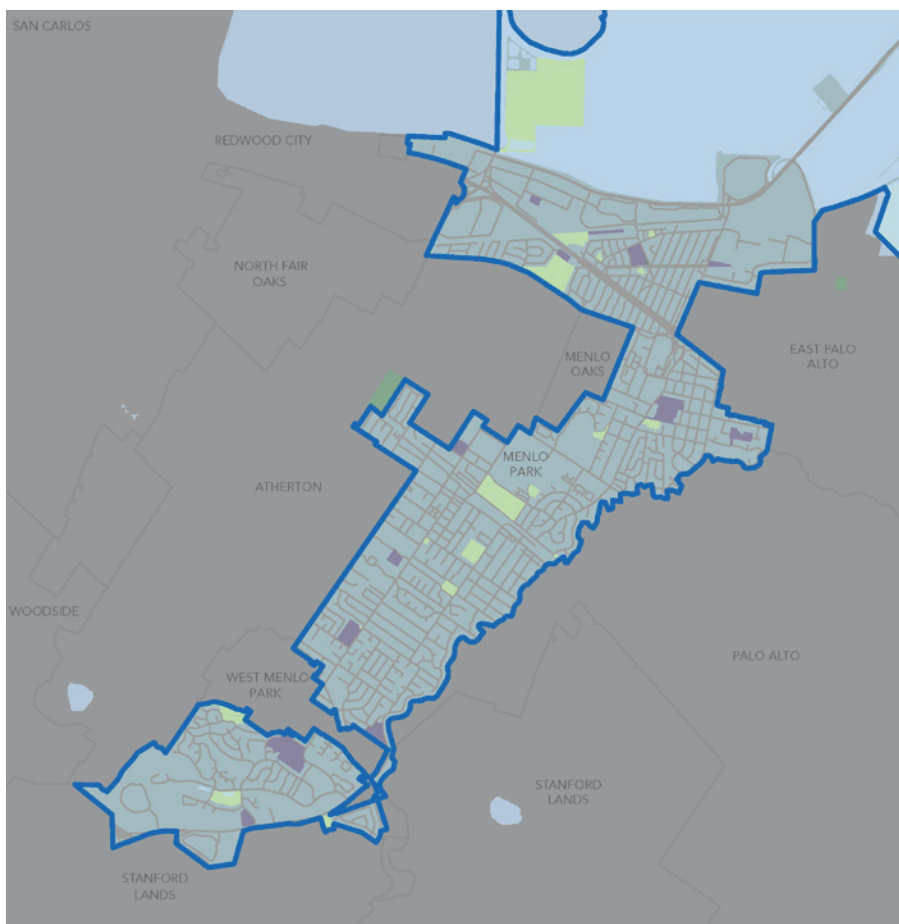 SAN CARLOS
REDWOOD CITY
NORTH FAIR
OAKS
EAST PALO
ALTO
MENLO
OAKS
MENLO
PARK
ATHERTON
WOODSIDE
PALO ALTO
WEST MENLO
PARK
STANFORD
LANDS
STANFORD
LANDS